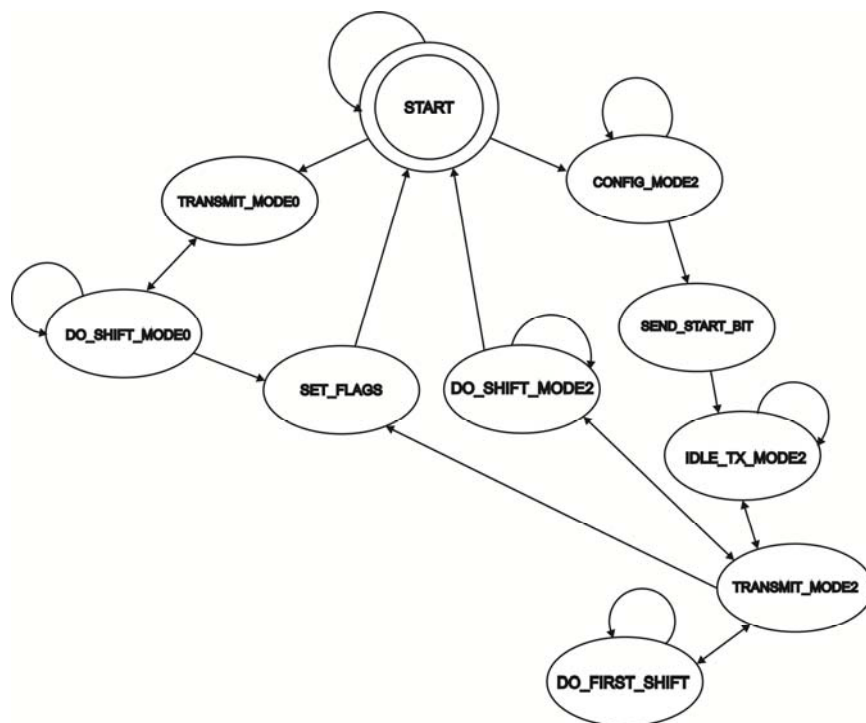 START
CONFIG_MODE2
TRANSMIT_MODE0
SEND_START_BIT
DO_SHIFT_MODE0
SET_FLAGS
DO_SHIFT_MODE2
IDLE_TX_MODE2
TRANSMIT_MODE2
DO_FIRST_SHIFT